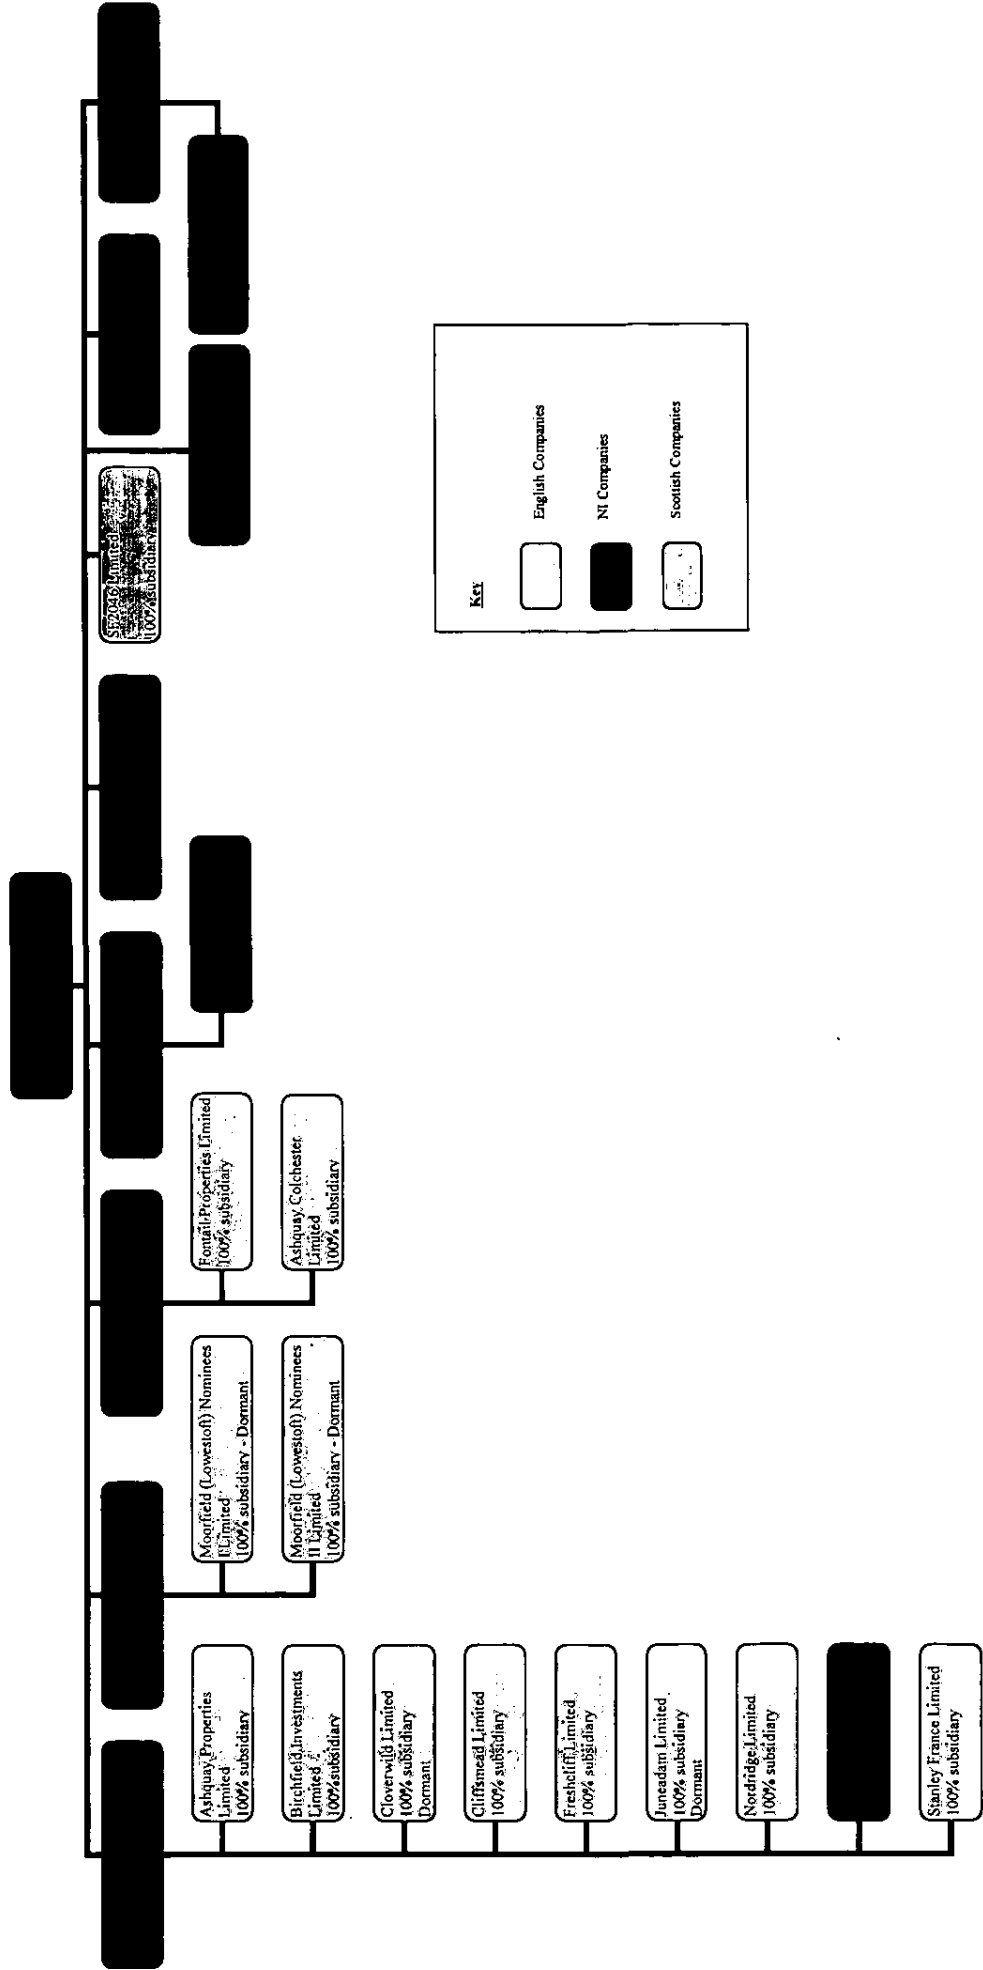 SF2046 Limited
100% subsidiary
Fontail Properties Limited
100% subsidiary
Ashquay Colchester
Limited
100% subsidiary
Moorfield (Lowestoft) Nominees
I Limited
100% subsidiary - Dormant
Moorfield (Lowestoft) Nominees
II Limited
100% subsidiary - Dormant
Ashquay Properties
Limited
100% subsidiary
Birchfield Investments
Limited
100% subsidiary
Cloverwild Limited
100% subsidiary
Dormant
Cliffsmead Limited
100% subsidiary
Freshcliff Limited
100% subsidiary
Juneadam Limited
100% subsidiary
Dormant
Nordridge Limited
100% subsidiary
Stanley France Limited
100% subsidiary
Key
English Companies
NI Companies
Scottish Companies